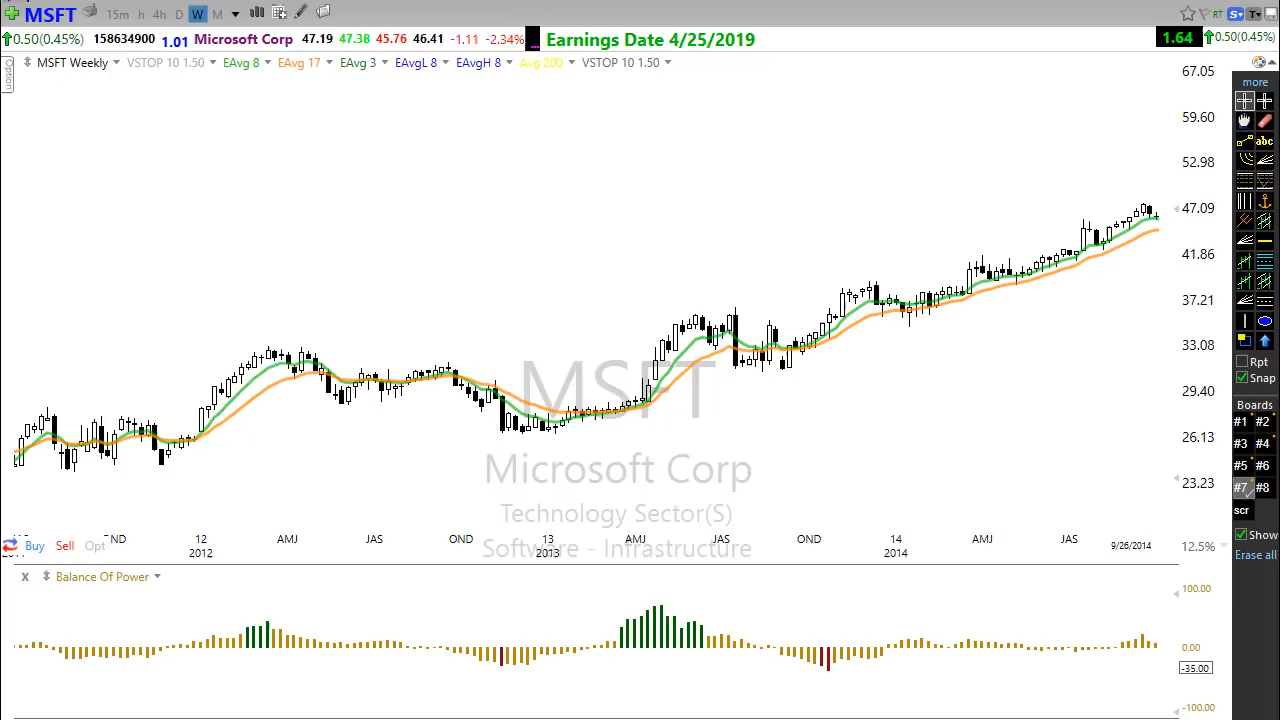 MSFT 15m h 4h D W M RT S T
0.50(0.45%) 158634900 1.01 Microsoft Corp 47.19 47.38 45.76 46.41 -1.11 -2.34% Earnings Date 4/25/2019 1.64 0.50(0.45%)
Option MSFT Weekly VSTOP 10 1.50 EAvg 8 EAvg 17 EAvg 3 EAvgL 8 EAvgH 8 Avg 200 VSTOP 10 1.50
67.05
more
59.60
abc
52.98
47.09
41.86
37.21
33.08
Rpt
Snap
29.40
MSFT
Boards
#1 #2
26.13
#3 #4
#5 #6
Microsoft Corp
23.23
#7 #8
scr
Technology Sector(S)
12 AMJ JAS OND 13 AMJ JAS OND 14 AMJ JAS
Show
Buy Sell Opt
2012 2013 2014 9/26/2014
Software - Infrastructure
12.5%
Erase all
x Balance Of Power
100.00
0.00
-35.00
-100.00